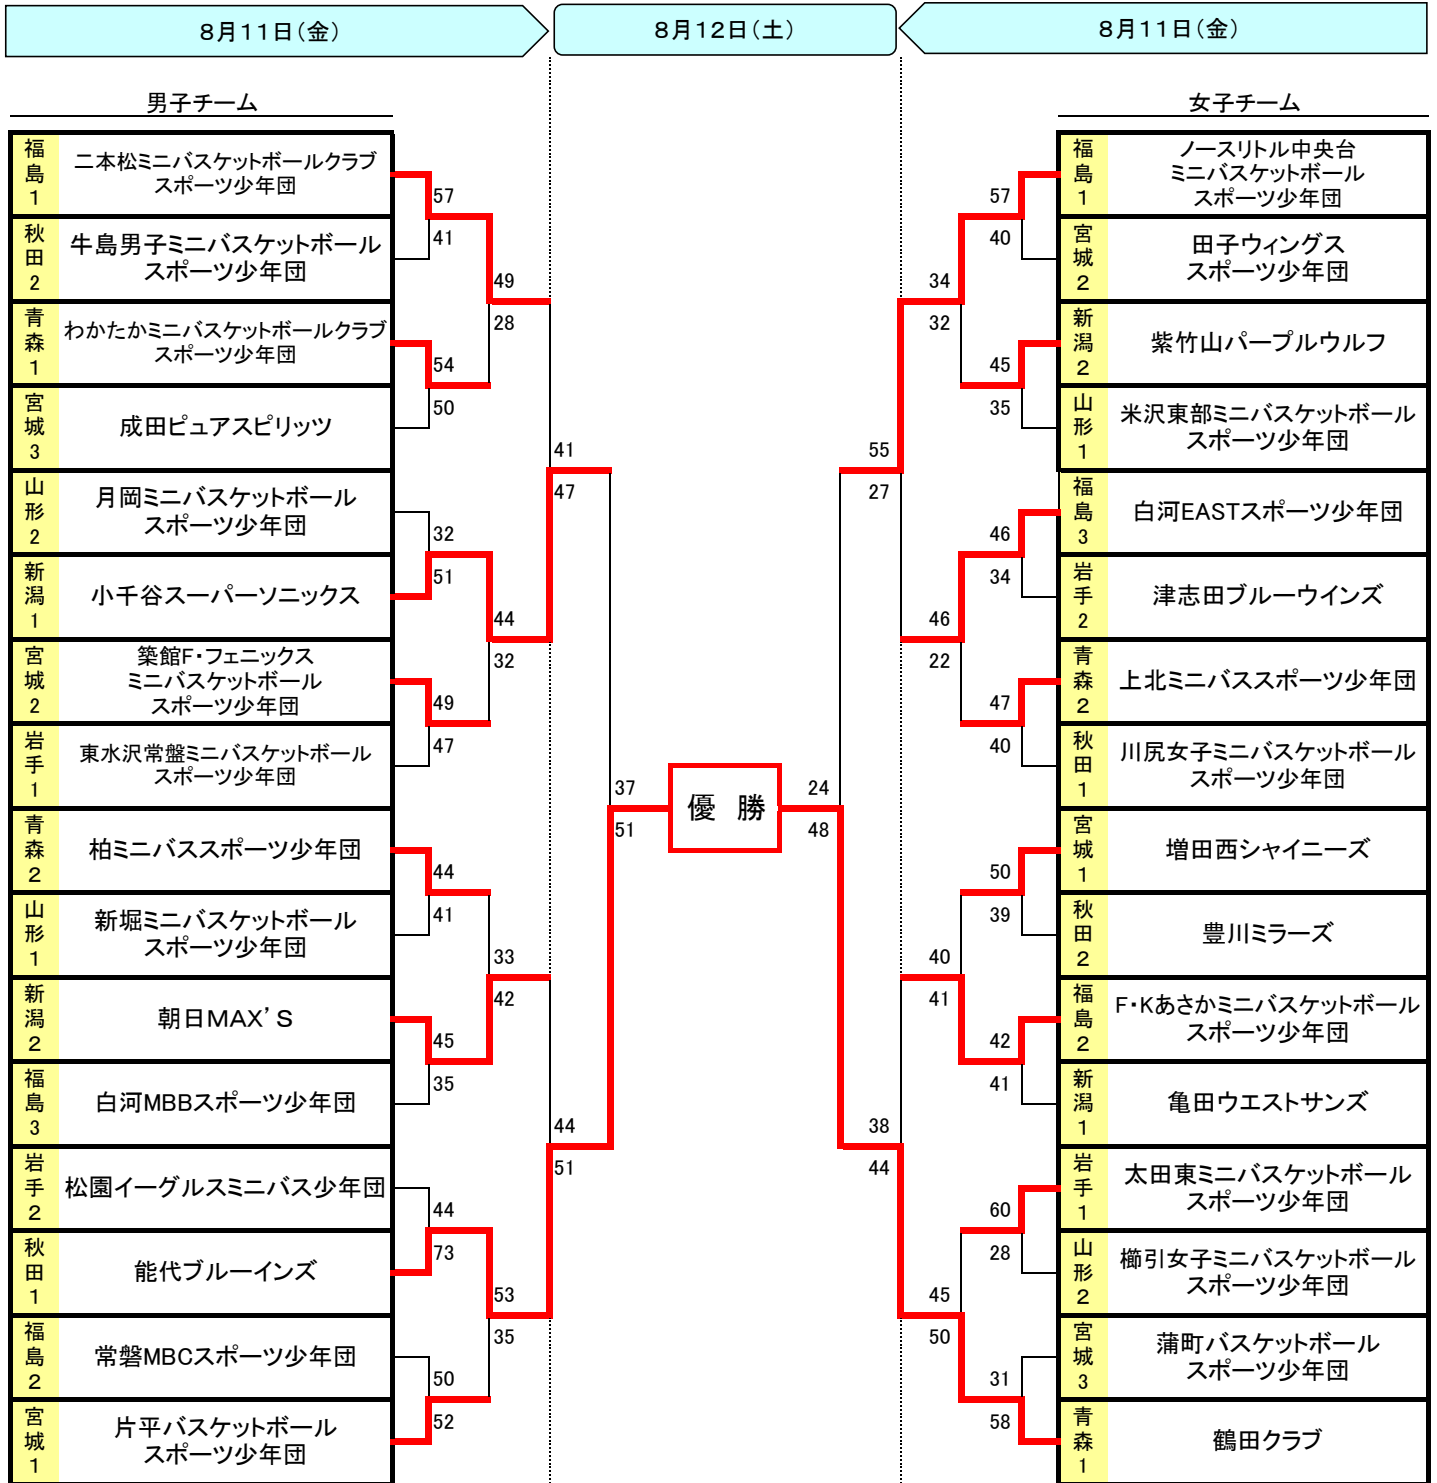 8月11日(金)
8月12日(土)
8月11日(金)
男子チーム
女子チーム
福島1
二本松ミニバスケットボールクラブ
スポーツ少年団
57
41
秋田2
牛島男子ミニバスケットボール
スポーツ少年団
49
28
青森1
わかたかミニバスケットボールクラブ
スポーツ少年団
54
50
宮城3
成田ピュアスピリッツ
41
47
山形2
月岡ミニバスケットボール
スポーツ少年団
32
51
新潟1
小千谷スーパーソニックス
44
32
宮城2
築館F・フェニックス
ミニバスケットボール
スポーツ少年団
49
47
岩手1
東水沢常盤ミニバスケットボール
スポーツ少年団
37
51
優 勝
24
48
青森2
柏ミニバススポーツ少年団
44
41
山形1
新堀ミニバスケットボール
スポーツ少年団
33
42
新潟2
朝日MAX'S
45
35
福島3
白河MBBスポーツ少年団
44
51
岩手2
松園イーグルスミニバス少年団
44
73
秋田1
能代ブルーインズ
53
35
福島2
常磐MBCスポーツ少年団
50
52
宮城1
片平バスケットボール
スポーツ少年団
福島1
ノースリトル中央台
ミニバスケットボール
スポーツ少年団
57
40
宮城2
田子ウィングス
スポーツ少年団
34
32
新潟2
紫竹山パープルウルフ
45
35
山形1
米沢東部ミニバスケットボール
スポーツ少年団
55
27
福島3
白河EASTスポーツ少年団
46
34
岩手2
津志田ブルーウインズ
46
22
青森2
上北ミニバススポーツ少年団
47
40
秋田1
川尻女子ミニバスケットボール
スポーツ少年団
宮城1
増田西シャイニーズ
50
39
秋田2
豊川ミラーズ
40
41
福島2
F・Kあさかミニバスケットボール
スポーツ少年団
42
41
新潟1
亀田ウエストサンズ
38
44
岩手1
太田東ミニバスケットボール
スポーツ少年団
60
28
山形2
櫛引女子ミニバスケットボール
スポーツ少年団
45
50
宮城3
蒲町バスケットボール
スポーツ少年団
31
58
青森1
鶴田クラブ